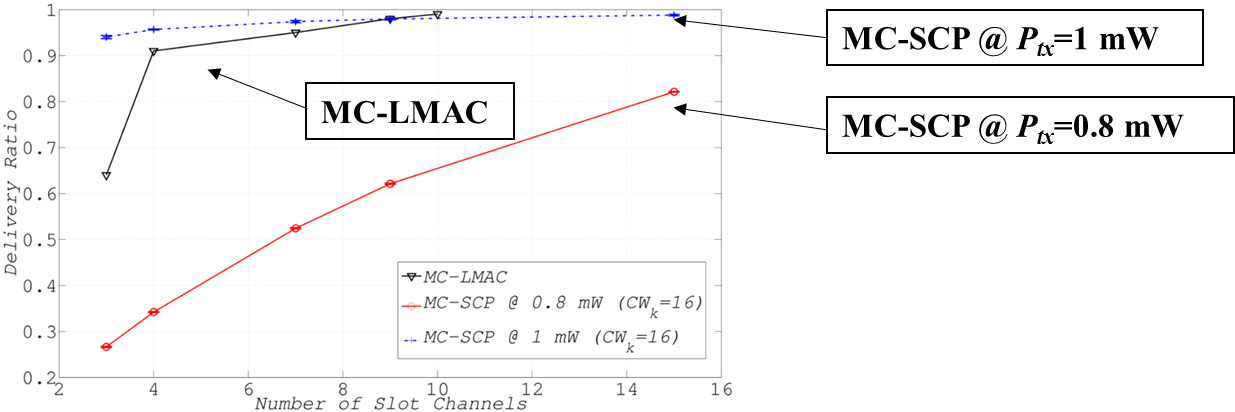 1
0.9
0.8
0.7
0.6
0.5
0.4
0.3
0.2
Delivery Ratio
2 4 6 8 10 12 14 16
Number of Slot Channels
MC-LMAC
MC-SCP @ Ptx=1 mW
MC-SCP @ Ptx=0.8 mW
MC-LMAC
MC-SCP @ 0.8 mW (CWk=16)
MC-SCP @ 1 mW (CWk=16)